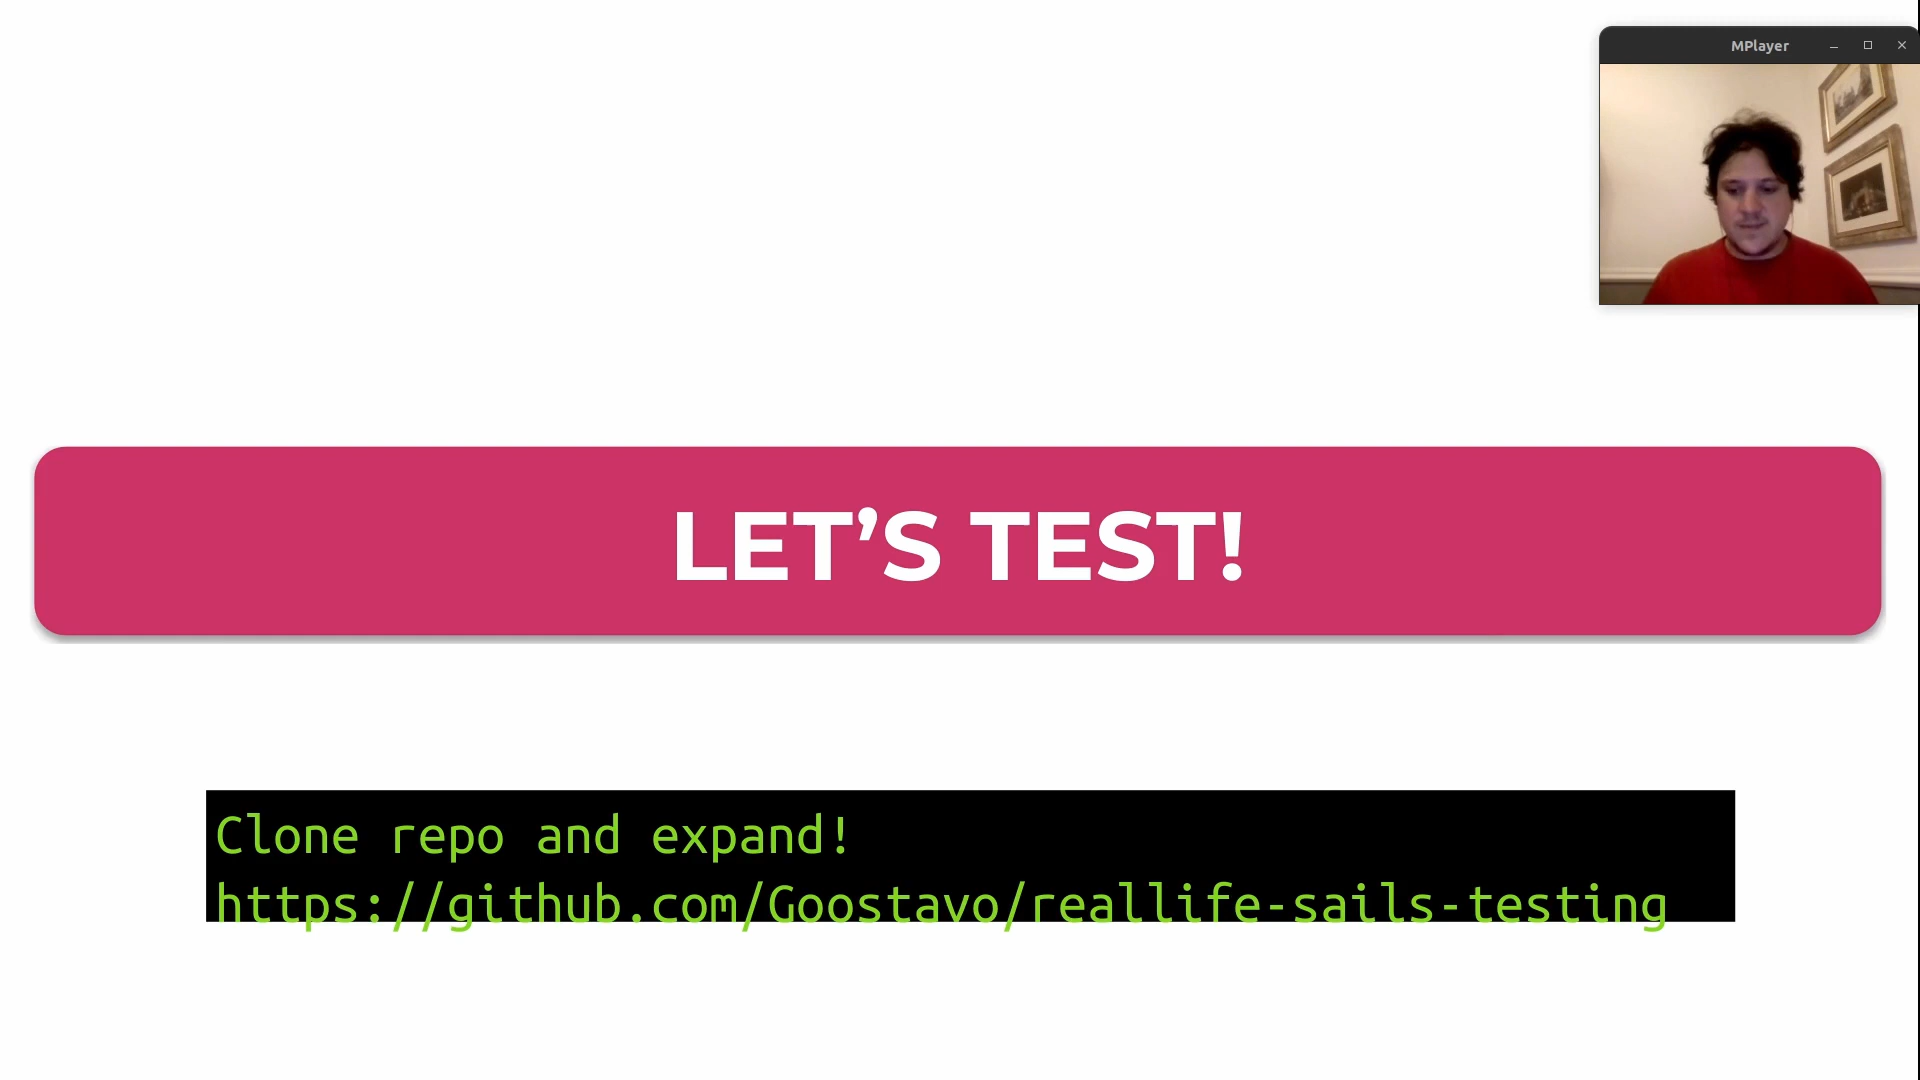 MPlayer
LET’S TEST!
Clone repo and expand!
https://github.com/Goostavo/reallife-sails-testing